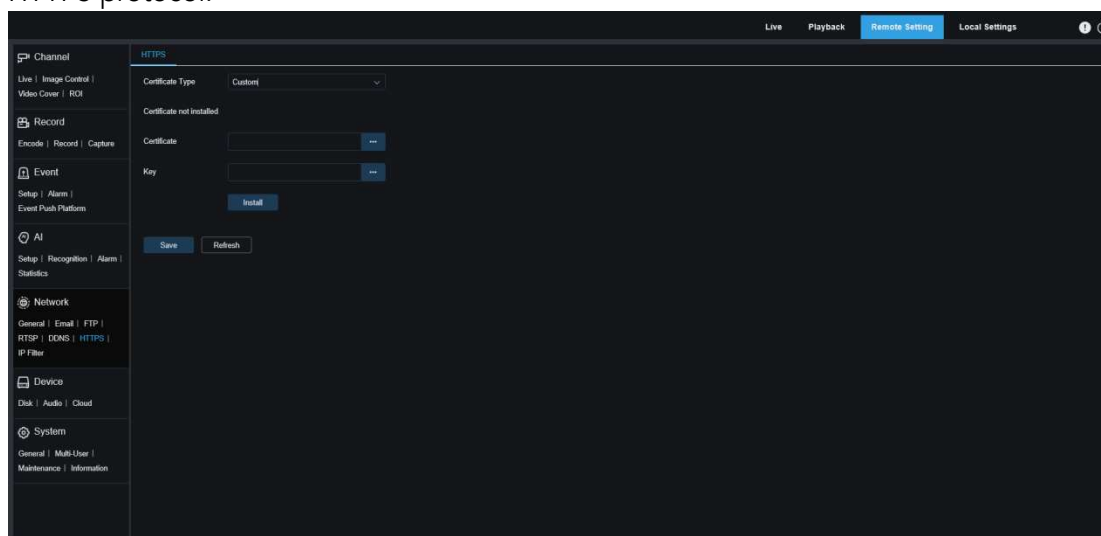 Live Playback Remote Setting Local Settings
Channel
Live | Image Control |
Video Cover | ROI
Record
Encode | Record | Capture
Event
Setup | Alarm |
Event Push Platform
AI
Setup | Recognition | Alarm |
Statistics
Network
General | Email | FTP |
RTSP | DDNS | HTTPS |
IP Filter
Device
Disk | Audio | Cloud
System
General | Multi-User |
Maintenance | Information
HTTPS
Certificate Type Custom
Certificate not installed
Certificate ...
Key ...
Install
Save Refresh